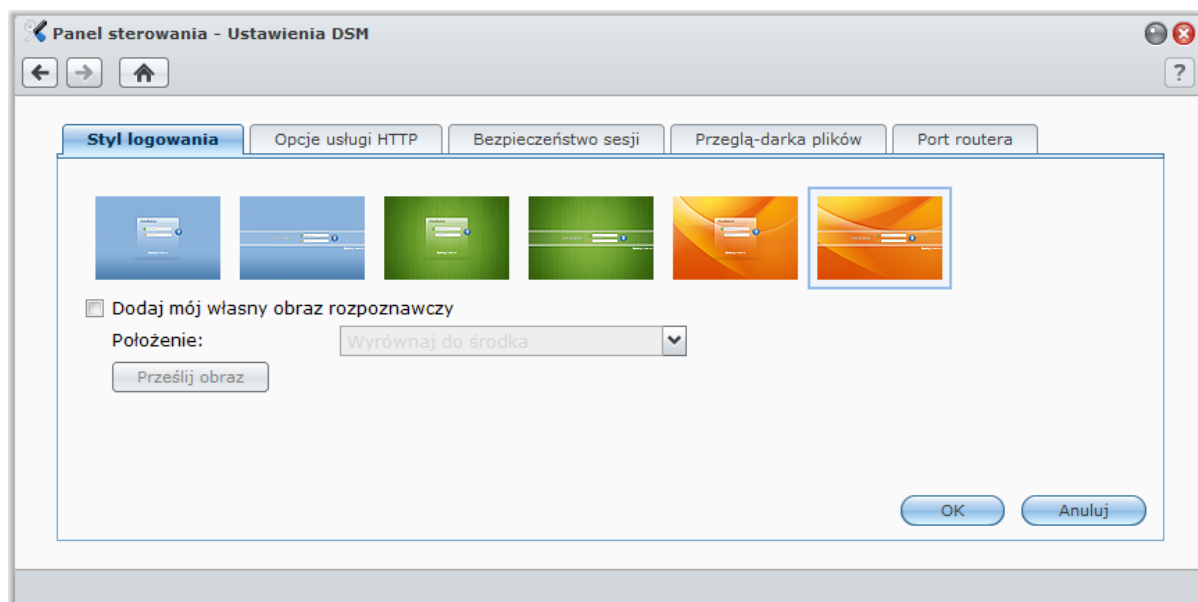 Panel sterowania - Ustawienia DSM
?
Styl logowania
Opcje usługi HTTP
Bezpieczeństwo sesji
Przeglą-darka plików
Port routera
Dodaj mój własny obraz rozpoznawczy
Położenie:
Wyrównaj do środka
Prześlij obraz
OK
Anuluj